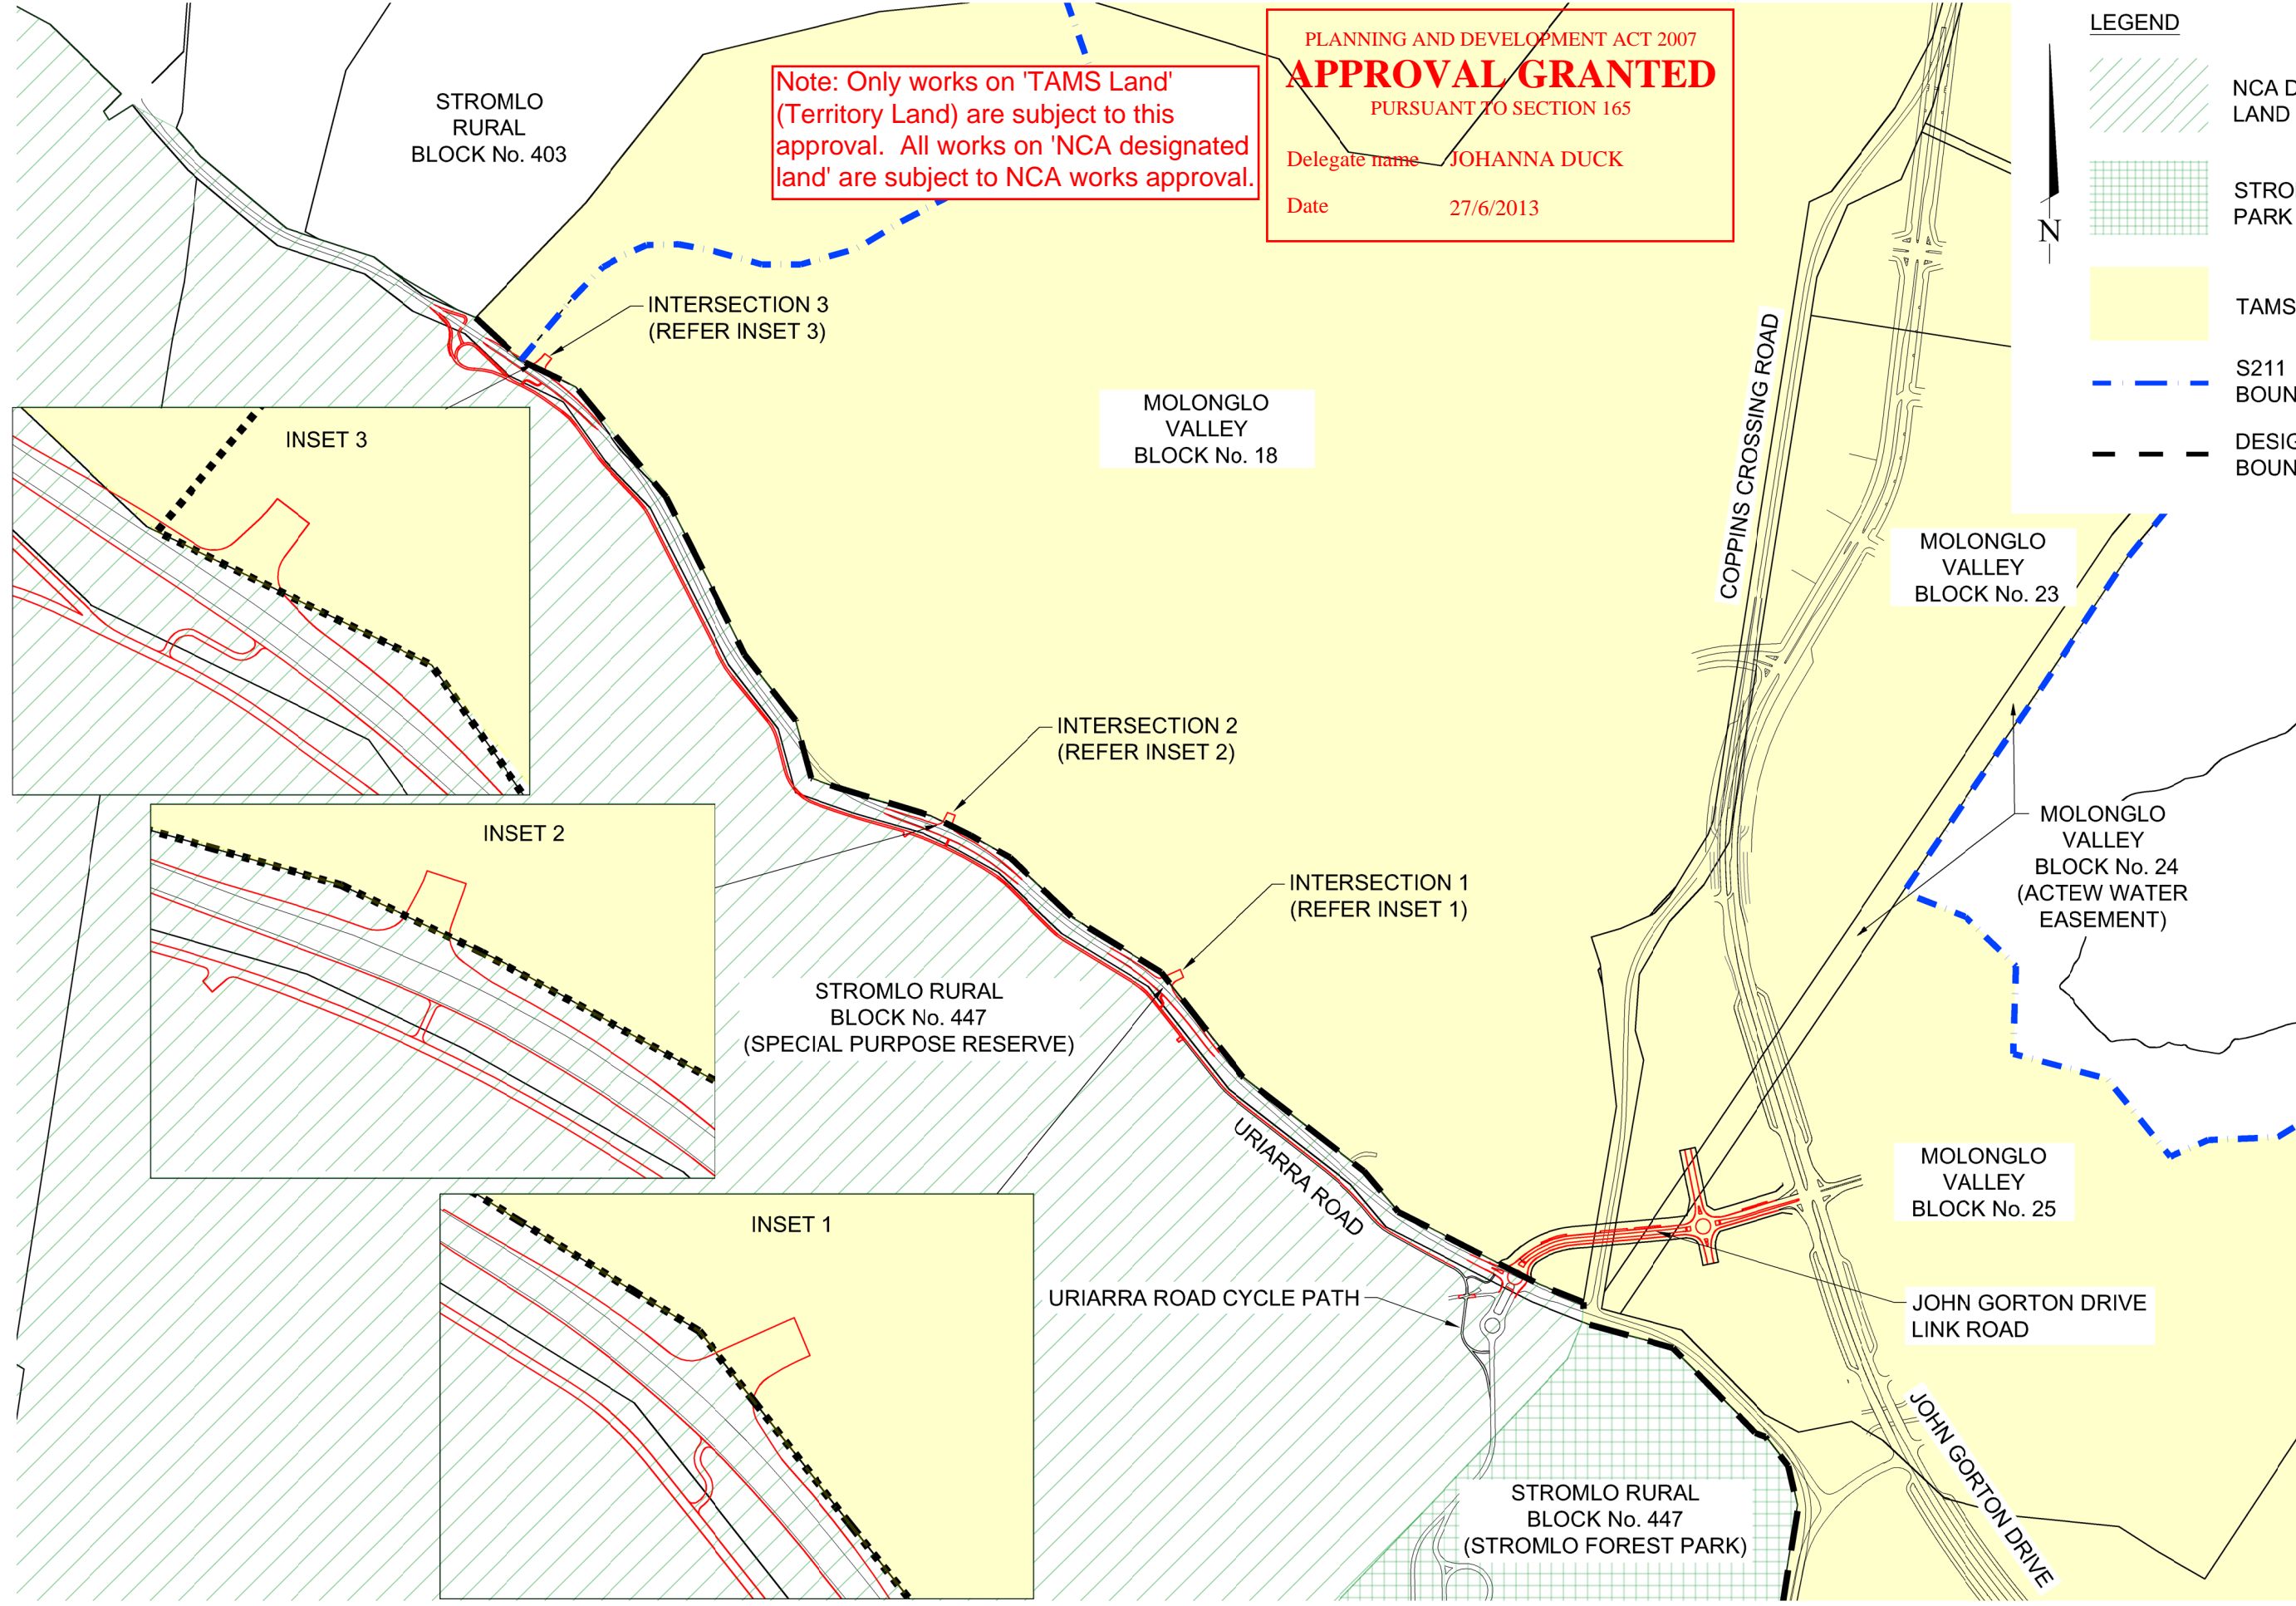 STROMLO
RURAL
BLOCK No. 403
Note: Only works on 'TAMS Land'
(Territory Land) are subject to this
approval.  All works on 'NCA designated
land' are subject to NCA works approval.
PLANNING AND DEVELOPMENT ACT 2007
APPROVAL GRANTED
PURSUANT TO SECTION 165
Delegate name JOHANNA DUCK
Date 27/6/2013
LEGEND
NCA D
LAND
STRO
PARK
TAMS
S211
BOUN
DESIG
BOUN
N
INTERSECTION 3
(REFER INSET 3)
MOLONGLO
VALLEY
BLOCK No. 18
COPPINS CROSSING ROAD
MOLONGLO
VALLEY
BLOCK No. 23
INSET 3
INTERSECTION 2
(REFER INSET 2)
INSET 2
MOLONGLO
VALLEY
BLOCK No. 24
(ACTEW WATER
EASEMENT)
INTERSECTION 1
(REFER INSET 1)
STROMLO RURAL
BLOCK No. 447
(SPECIAL PURPOSE RESERVE)
URIARRA ROAD
MOLONGLO
VALLEY
BLOCK No. 25
INSET 1
URIARRA ROAD CYCLE PATH
JOHN GORTON DRIVE
LINK ROAD
JOHN GORTON DRIVE
STROMLO RURAL
BLOCK No. 447
(STROMLO FOREST PARK)